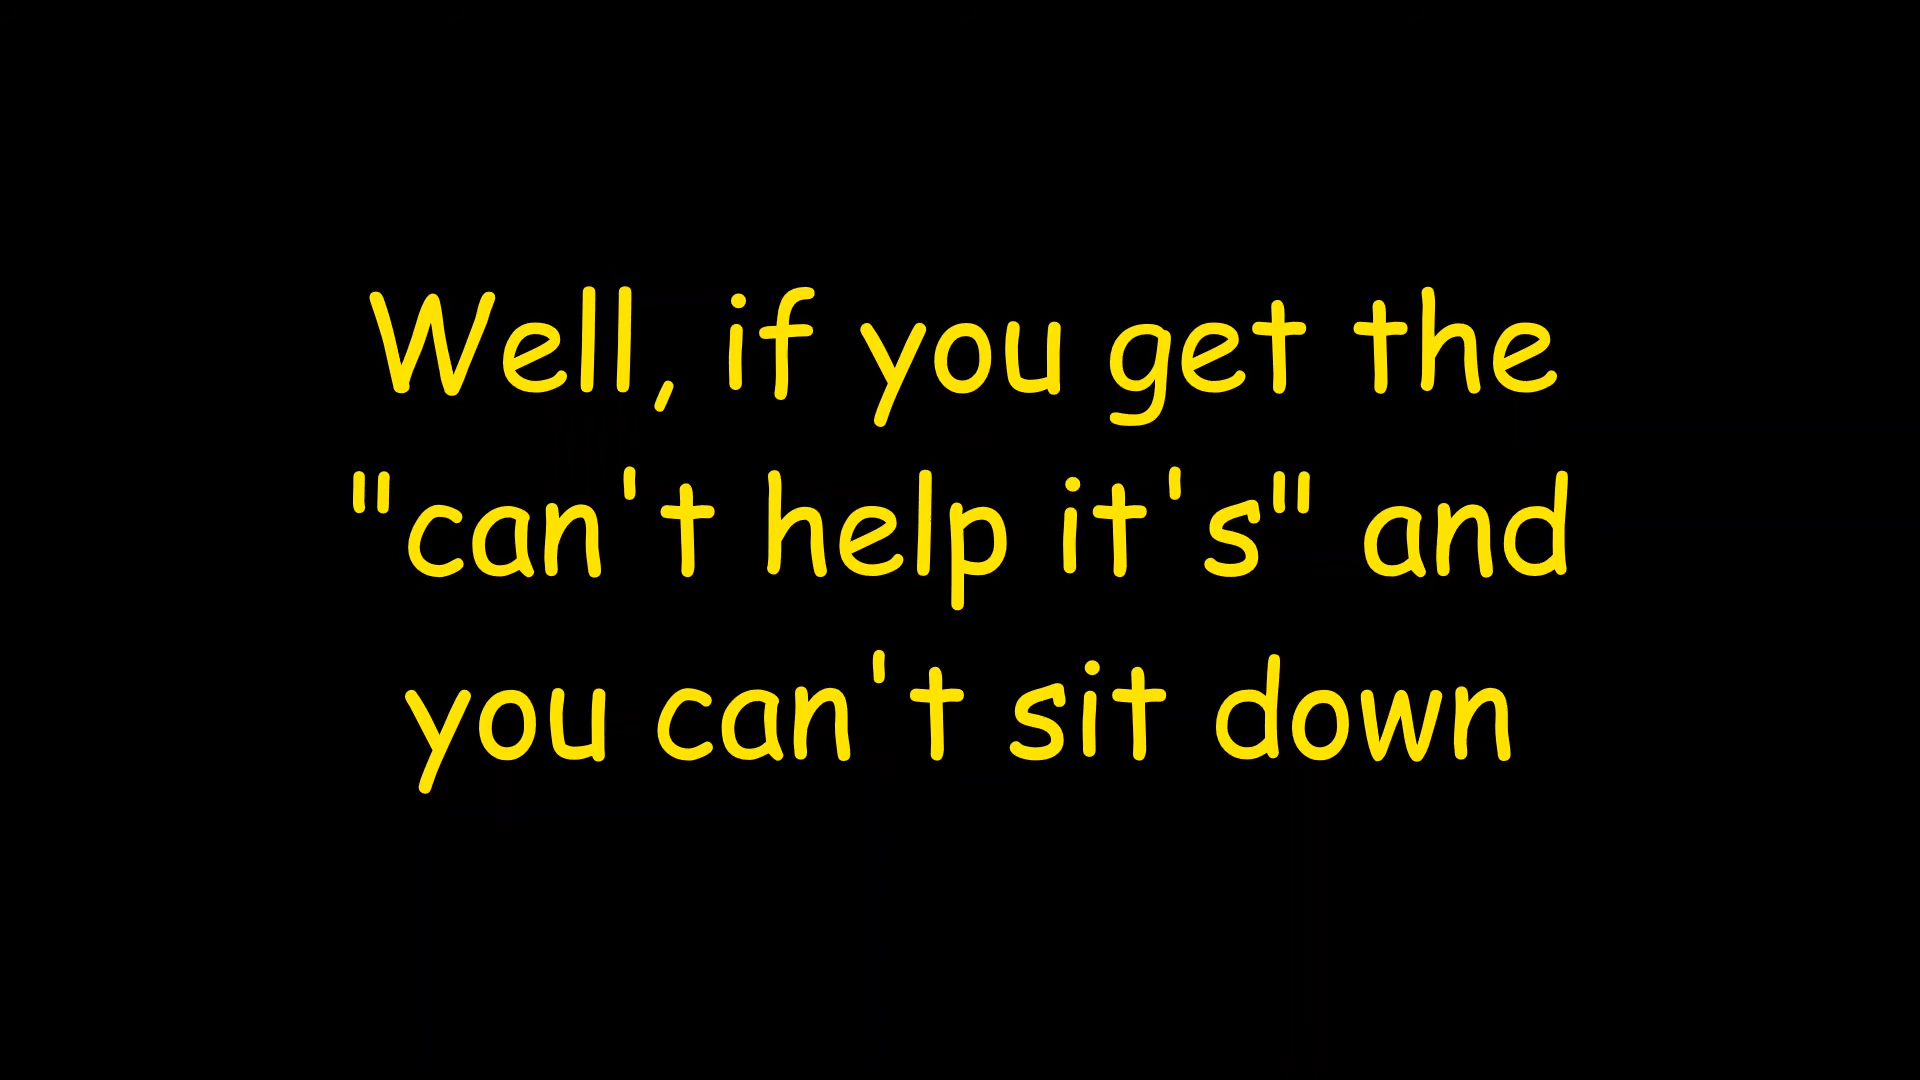 Well, if you get the
"can't help it's" and
you can't sit down